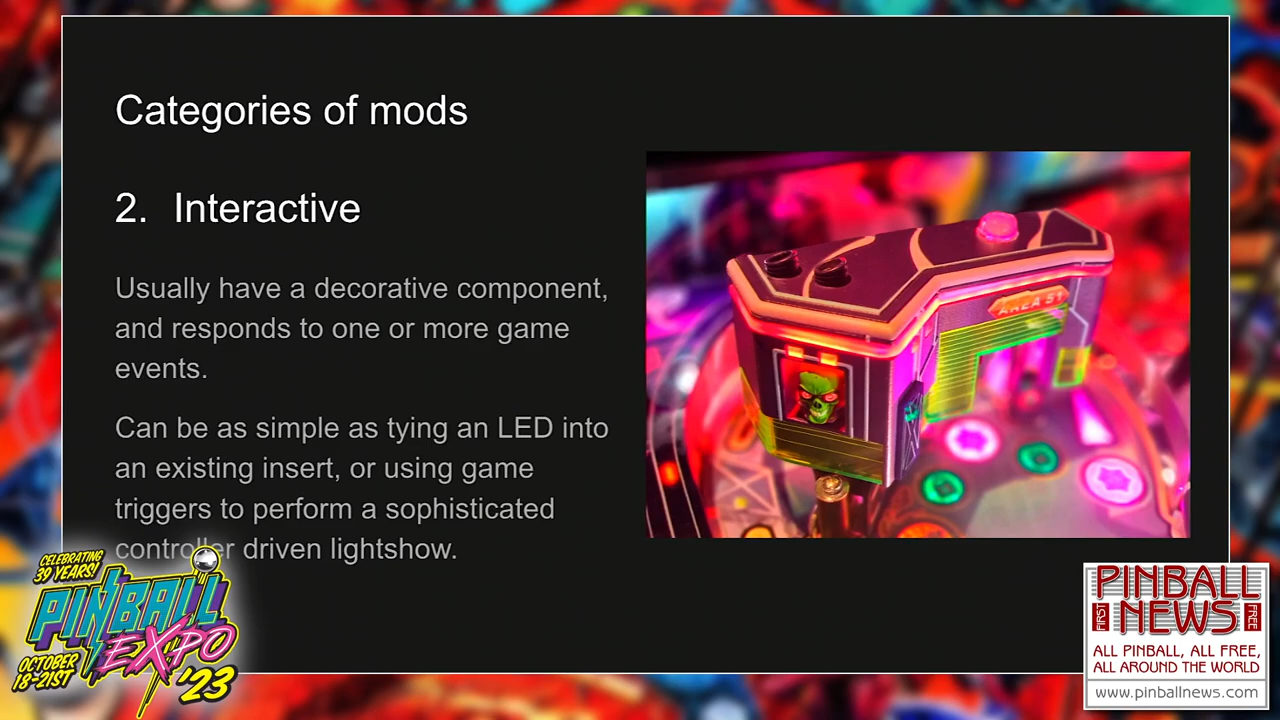 Categories of mods
2. Interactive
Usually have a decorative component,
and responds to one or more game
events.
Can be as simple as tying an LED into
an existing insert, or using game
triggers to perform a sophisticated
controller driven lightshow.
AREA 51
CELEBRATING
39 YEARS!
PINBALL
EXPO
OCTOBER
18-21ST
'23
PINBALL
FIRST NEWS FREE
ALL PINBALL, ALL FREE,
ALL AROUND THE WORLD
www.pinballnews.com